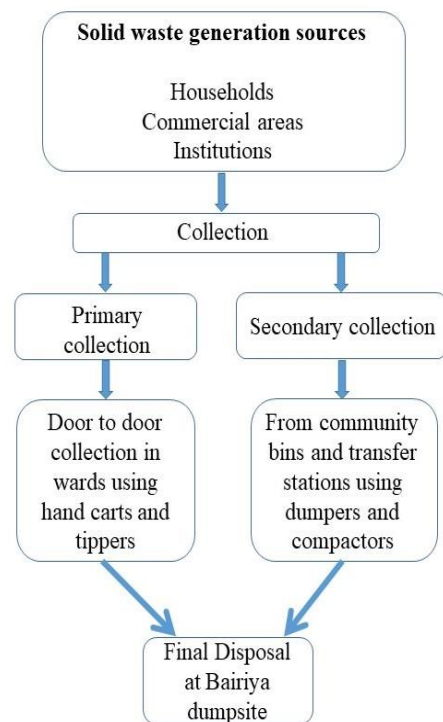 Solid waste generation sources
Households
Commercial areas
Institutions
Collection
Primary
collection
Secondary collection
Door to door
collection in
wards using
hand carts and
tippers
From community
bins and transfer
stations using
dumpers and
compactors
Final Disposal
at Bairiya
dumpsite